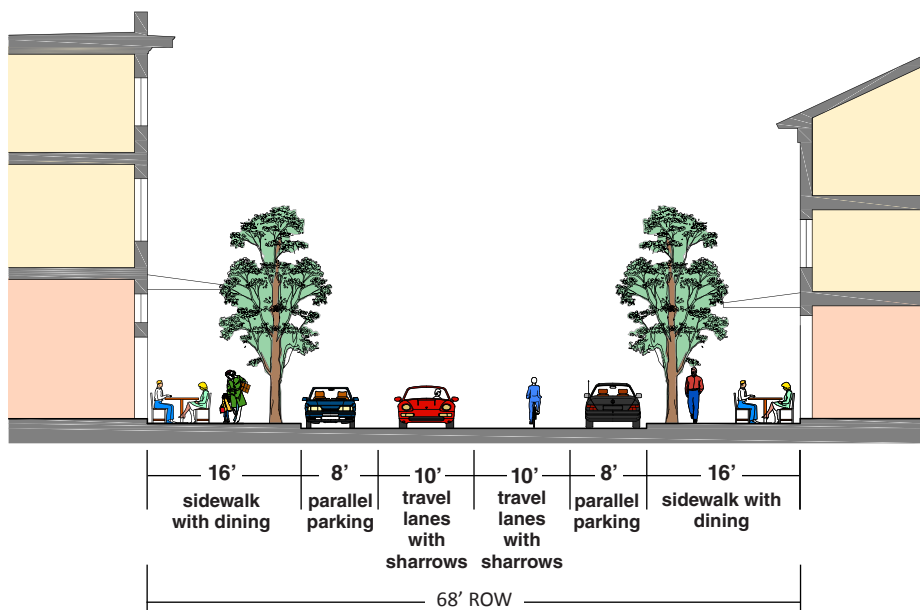 16’
8’
10’
10’
8’
16’
sidewalk
with dining
parallel
parking
travel
lanes
with
sharrows
travel
lanes
with
sharrows
parallel
parking
sidewalk with
dining
68’ ROW